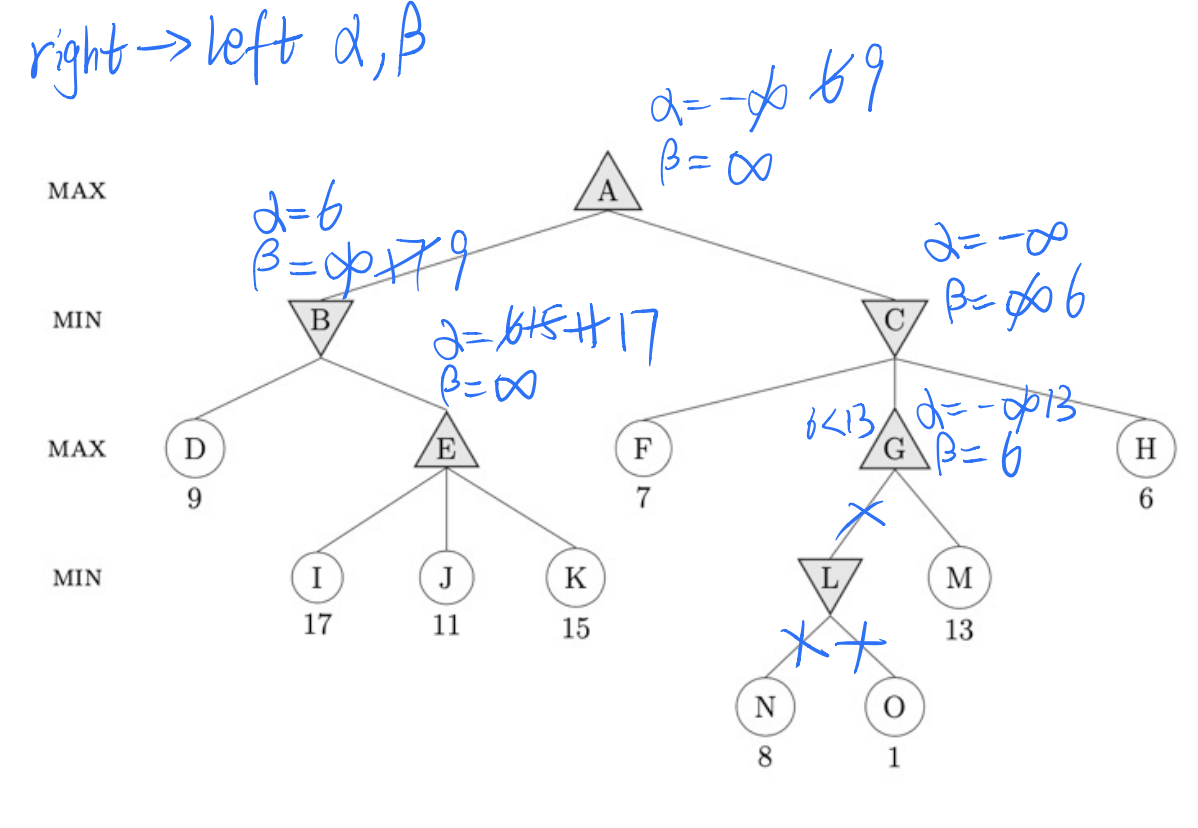 right → left α, β
α = -∞ 6 9
β = ∞
MAX
A
α = 6
β = ∞ 17 9
α = -∞
β = ∞ 6
MIN
B
C
α = 6 15 11 17
β = ∞
6<13
α = -∞ 13
β = 6
MAX
D
E
F
G
H
9
7
6
MIN
I
J
K
L
M
17
11
15
13
N
O
8
1